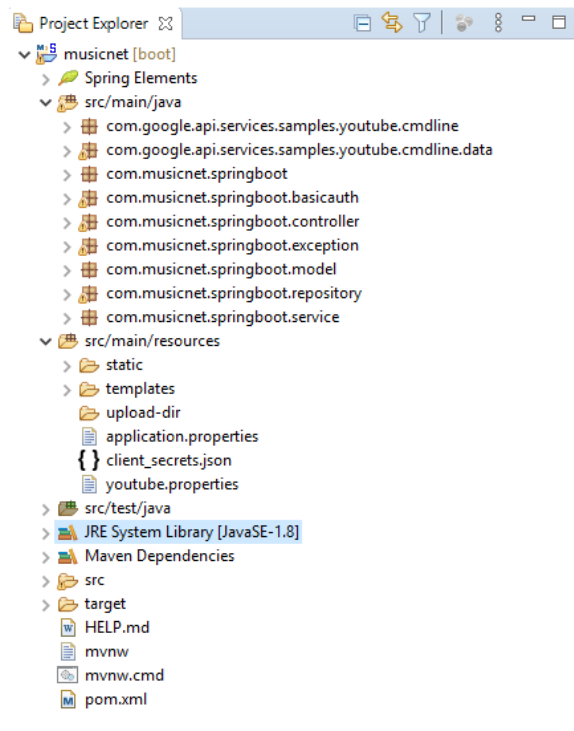 Project Explorer
musicnet [boot]
Spring Elements
src/main/java
com.google.api.services.samples.youtube.cmdline
com.google.api.services.samples.youtube.cmdline.data
com.musicnet.springboot
com.musicnet.springboot.basicauth
com.musicnet.springboot.controller
com.musicnet.springboot.exception
com.musicnet.springboot.model
com.musicnet.springboot.repository
com.musicnet.springboot.service
src/main/resources
static
templates
upload-dir
application.properties
client_secrets.json
youtube.properties
src/test/java
JRE System Library [JavaSE-1.8]
Maven Dependencies
src
target
HELP.md
mvnw
mvnw.cmd
pom.xml